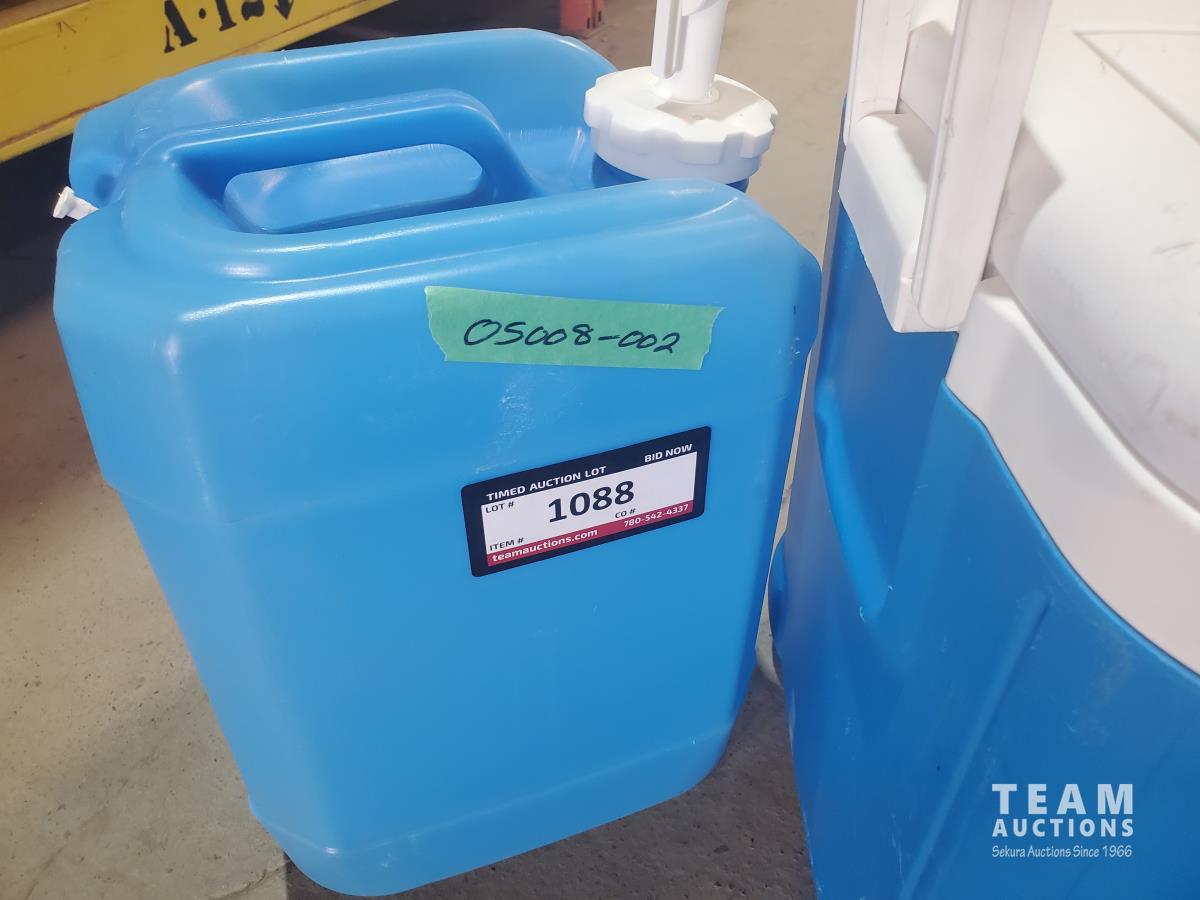 OS008-002
TIMED AUCTION LOT BID NOW
LOT #
1088
CO #
ITEM # 780-542-4337
teamauctions.com
TEAM
AUCTIONS
Sekura Auctions Since 1966